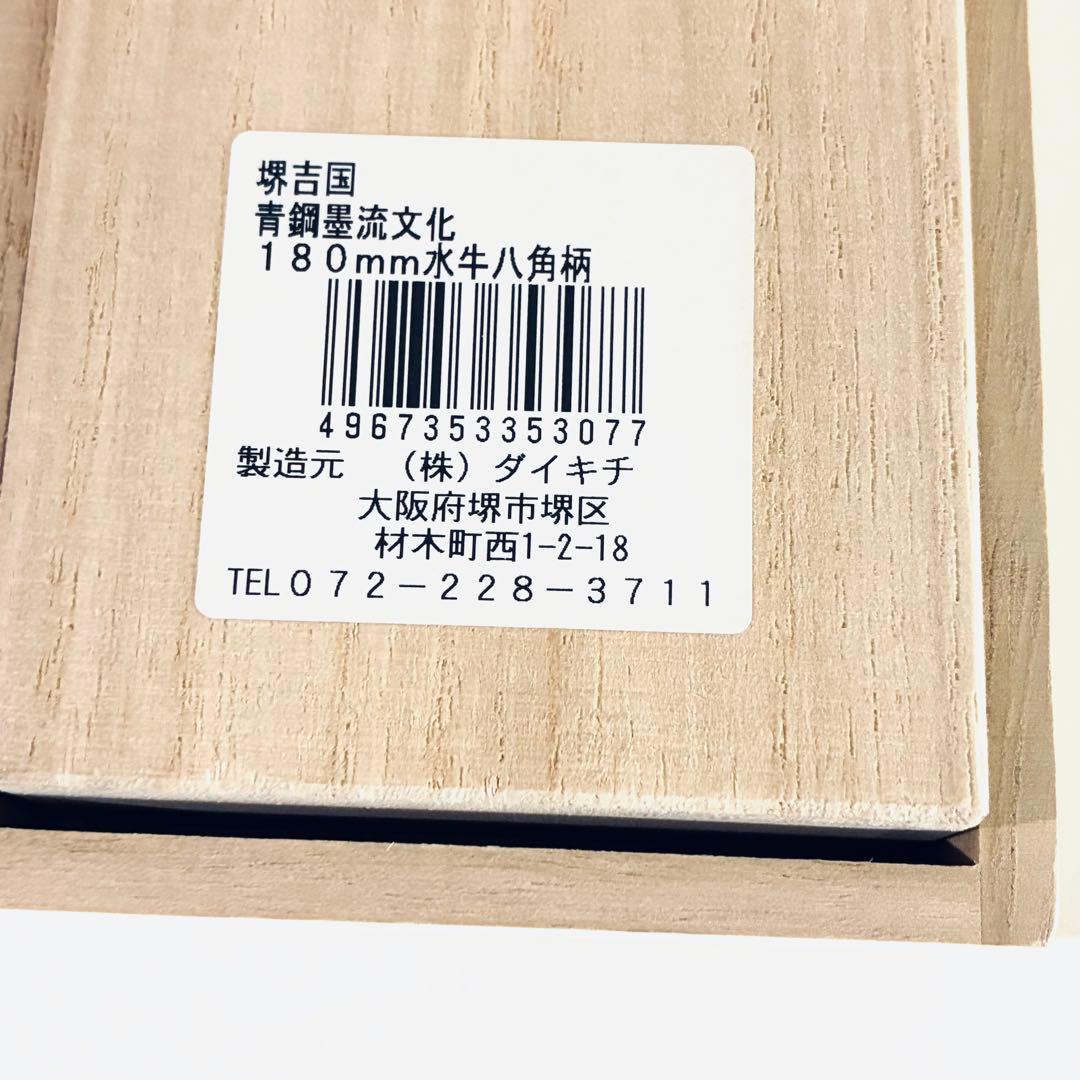 堺吉国
青鋼墨流文化
180mm水牛八角柄
4967353353077
製造元 (株)ダイキチ
大阪府堺市堺区
材木町西1-2-18
TEL072-228-3711